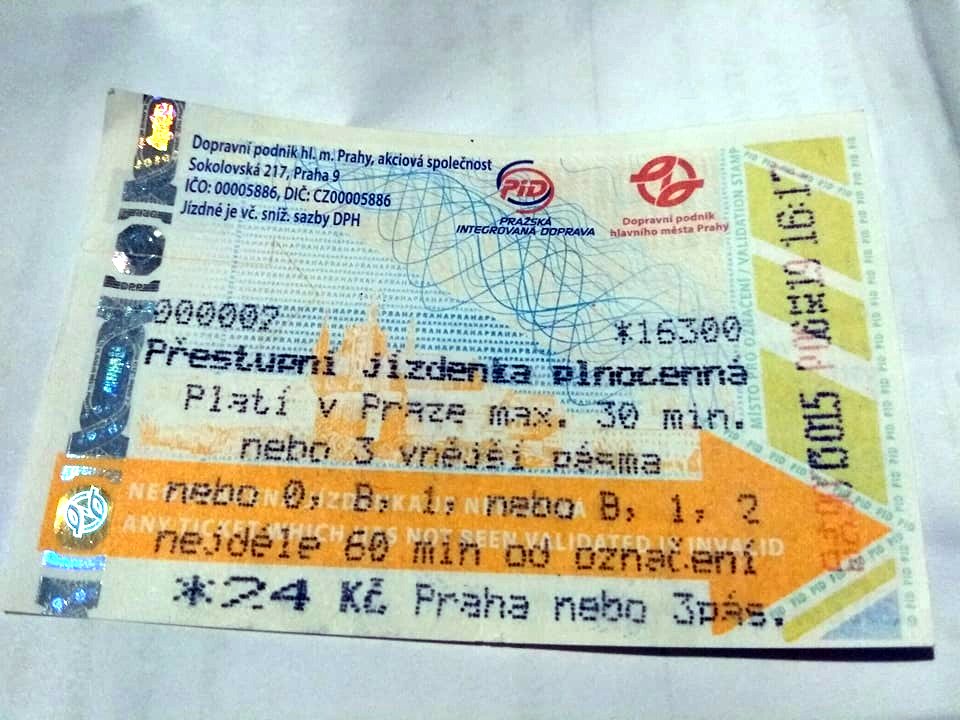 Dopravní podnik hl. m. Prahy, akciová společnost
Sokolovská 217, Praha 9
IČO: 00005886, DIČ: CZ00005886
Jízdné je vč. sníž. sazby DPH
PID
PRAŽSKÁ
INTEGROVANÁ DOPRAVA
Dopravní podnik
hlavního města Prahy
000002 *16300
Přestupní jízdenka plnocenná
Platí v Praze max. 30 min.
nebo 3 vnější pásma
nebo 0, B, 1, nebo B, 1, 2
ANY TICKET WHICH HAS NOT BEEN VALIDATED IS INVALID
nejdéle 60 min od označení
*24 Kč Praha nebo 3pás.
MÍSTO PRO OZNAČENÍ / VALIDATION STAMP